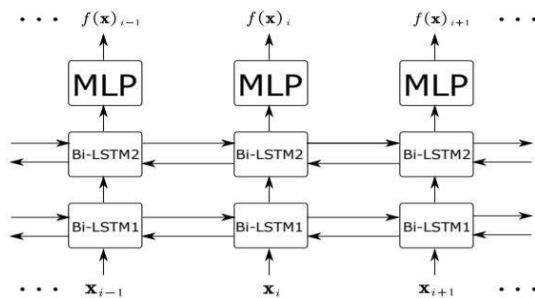 • • • f(𝐱)ᵢ₋₁ f(𝐱)ᵢ f(𝐱)ᵢ₊₁ • • •
MLP MLP MLP
Bi-LSTM2 Bi-LSTM2 Bi-LSTM2
Bi-LSTM1 Bi-LSTM1 Bi-LSTM1
• • • 𝐱ᵢ₋₁ 𝐱ᵢ 𝐱ᵢ₊₁ • • •